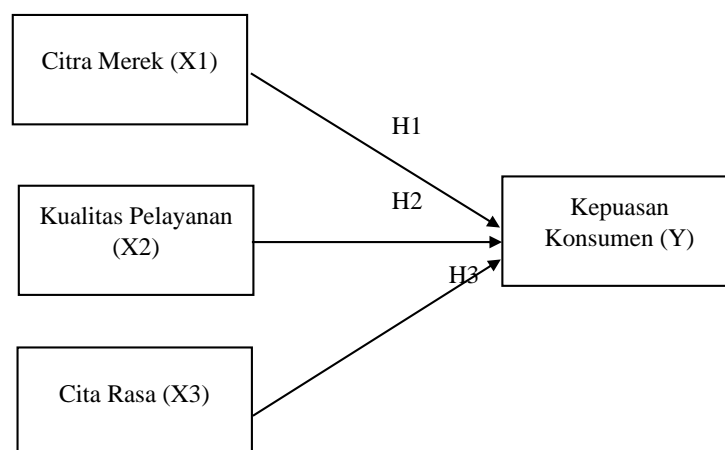 Citra Merek (X1)
H1
Kualitas Pelayanan
(X2)
H2
Kepuasan
Konsumen (Y)
H3
Cita Rasa (X3)